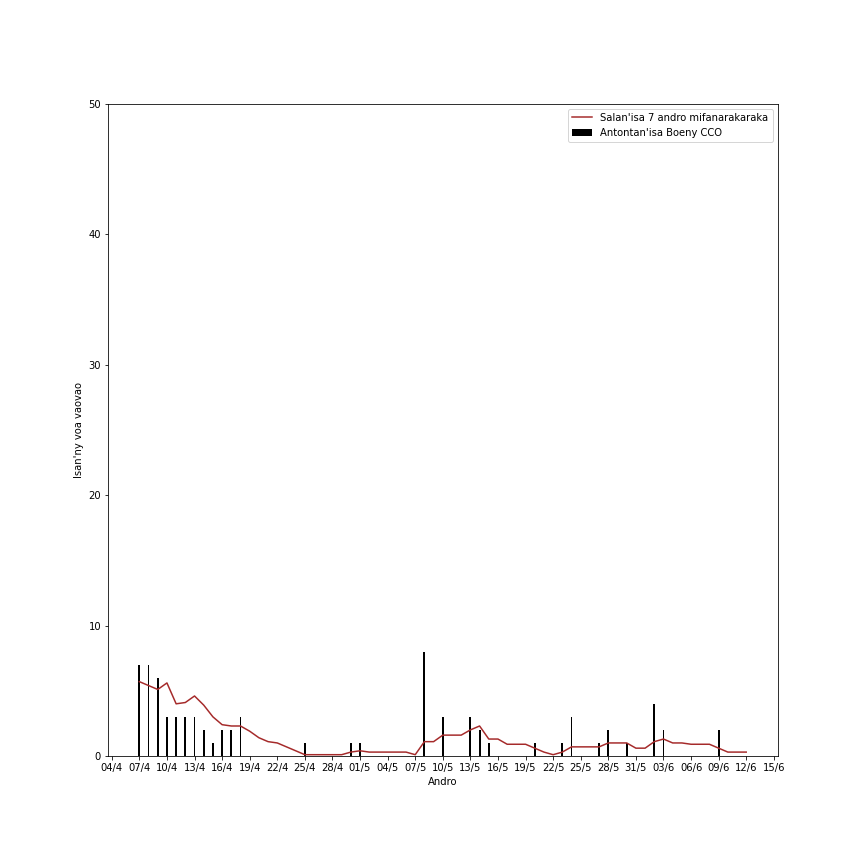 Salan'isa 7 andro mifanarakaraka
Antontan'isa Boeny CCO
50
40
30
20
10
0
Isan'ny voa vaovao
04/4 07/4 10/4 13/4 16/4 19/4 22/4 25/4 28/4 01/5 04/5 07/5 10/5 13/5 16/5 19/5 22/5 25/5 28/5 31/5 03/6 06/6 09/6 12/6 15/6
Andro